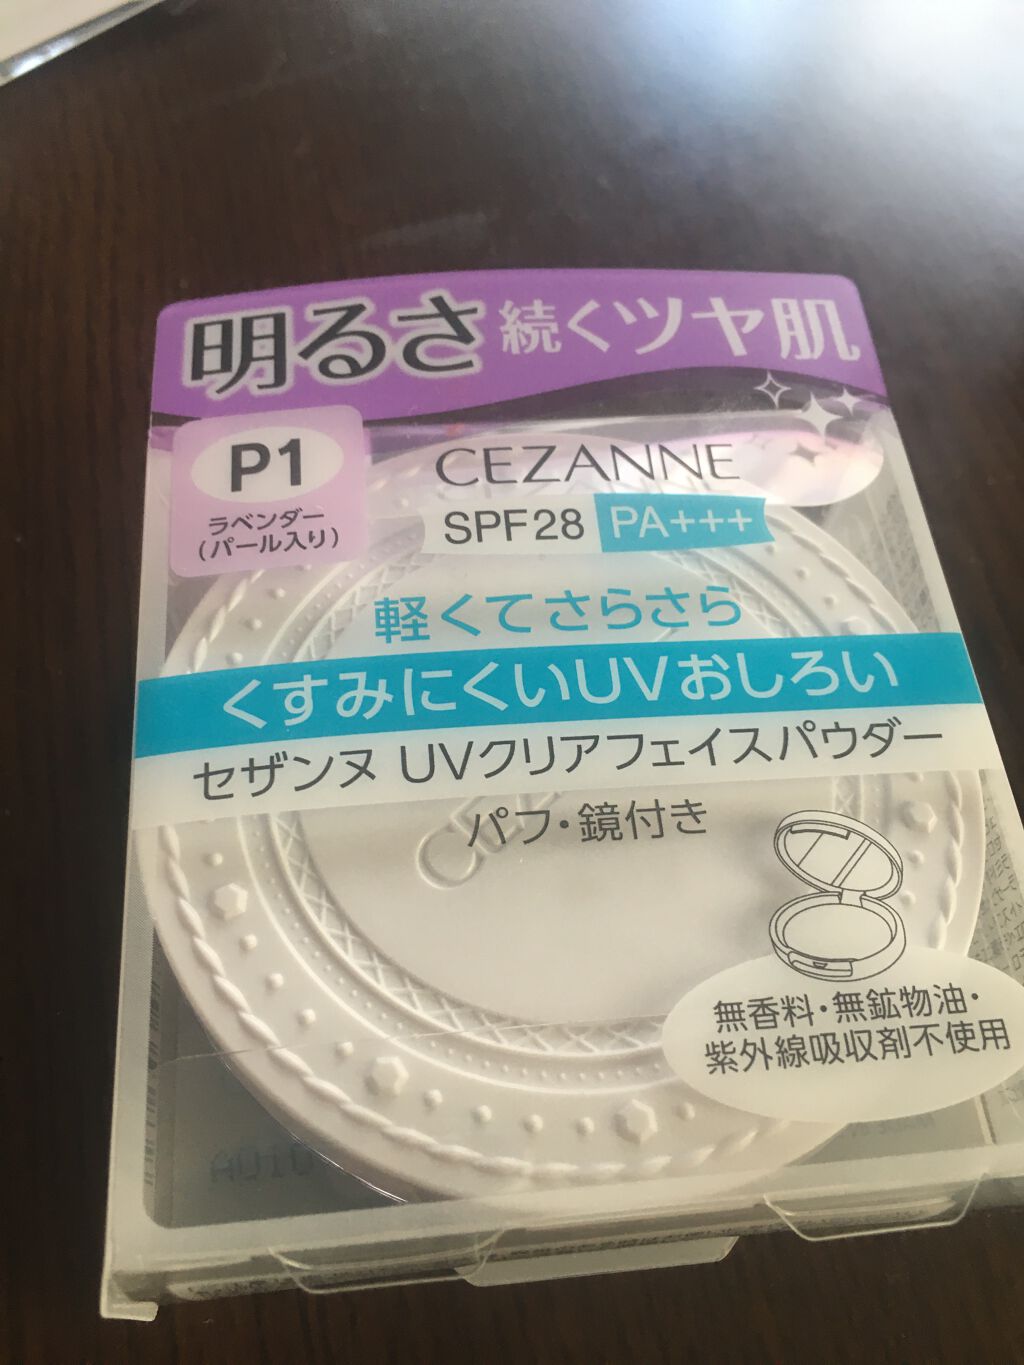 明るさ続くツヤ肌
P1
ラベンダー
(パール入り)
CEZANNE
SPF28 PA+++
軽くてさらさら
くすみにくいUVおしろい
セザンヌ UVクリアフェイスパウダー
パフ・鏡付き
無香料・無鉱物油・
紫外線吸収剤不使用